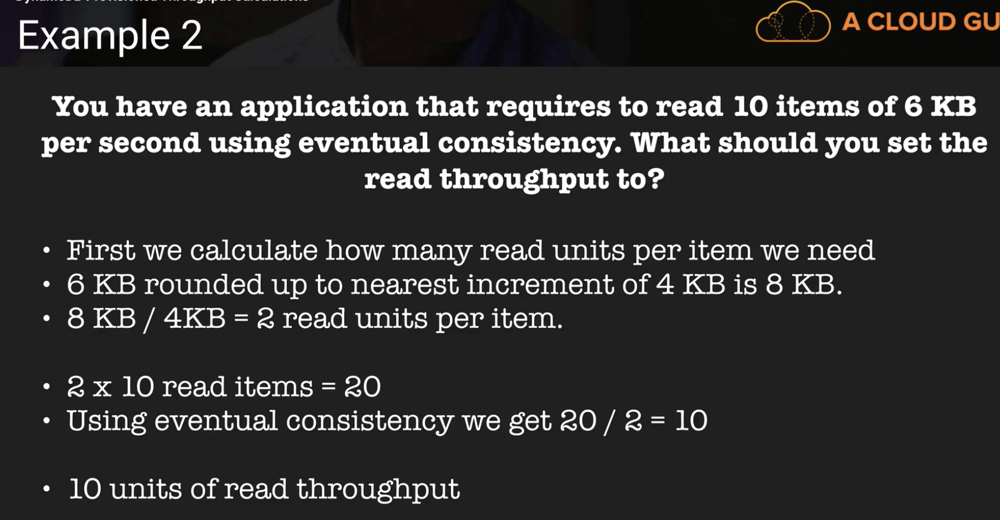 DynamoDB Provisioned Throughput Calculations
Example 2
A CLOUD GU
You have an application that requires to read 10 items of 6 KB
per second using eventual consistency. What should you set the
read throughput to?
• First we calculate how many read units per item we need
• 6 KB rounded up to nearest increment of 4 KB is 8 KB.
• 8 KB / 4KB = 2 read units per item.
• 2 x 10 read items = 20
• Using eventual consistency we get 20 / 2 = 10
• 10 units of read throughput